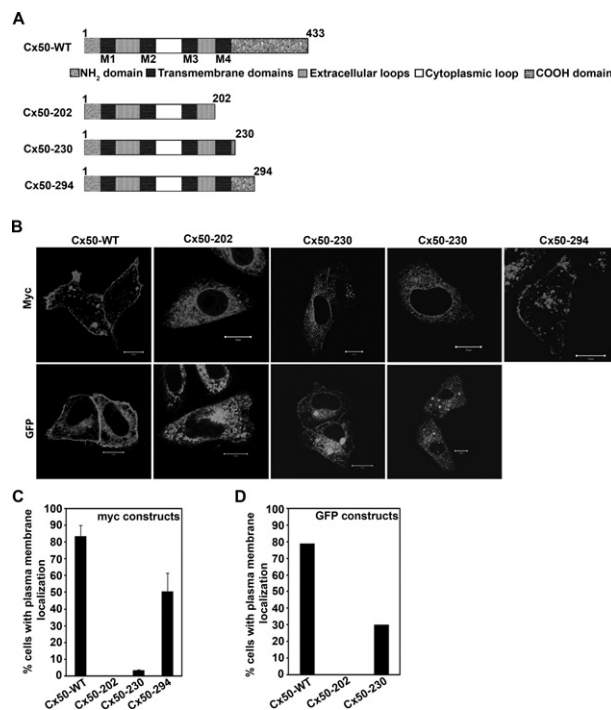 A
1 433
Cx50-WT
M1 M2 M3 M4
NH2 domain Transmembrane domains Extracellular loops Cytoplasmic loop COOH domain
1 202
Cx50-202
1 230
Cx50-230
1 294
Cx50-294
B
Cx50-WT Cx50-202 Cx50-230 Cx50-230 Cx50-294
Myc
GFP
C
myc constructs
% cells with plasma membrane localization
100
90
80
70
60
50
40
30
20
10
0
Cx50-WT Cx50-202 Cx50-230 Cx50-294
D
GFP constructs
% cells with plasma membrane localization
100
90
80
70
60
50
40
30
20
10
0
Cx50-WT Cx50-202 Cx50-230